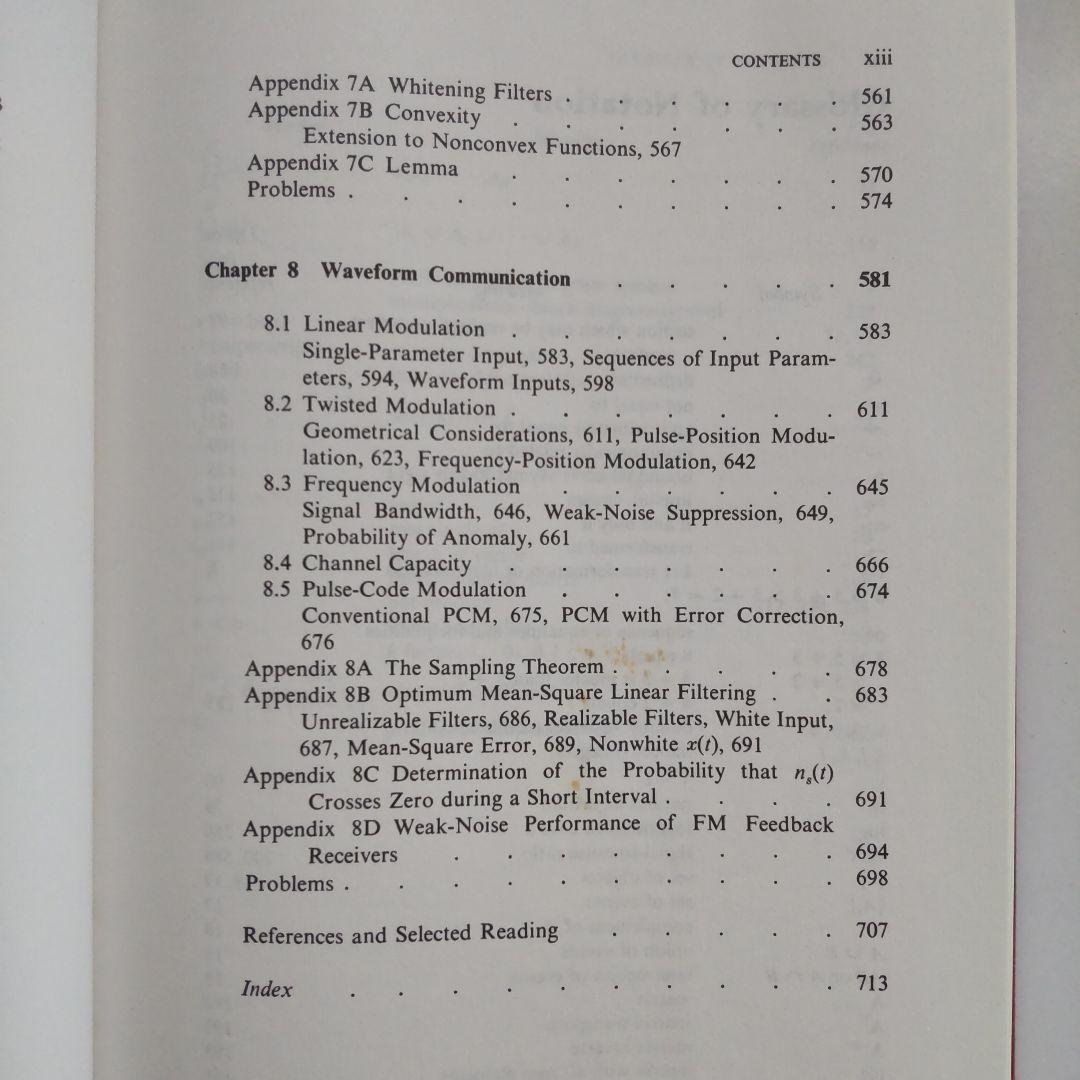 CONTENTS xiii
Appendix 7A Whitening Filters . . . . . . 561
Appendix 7B Convexity . . . . . . . 563
Extension to Nonconvex Functions, 567
Appendix 7C Lemma . . . . . . . 570
Problems . . . . . . . . . . 574
Chapter 8 Waveform Communication . . . . . 581
8.1 Linear Modulation . . . . . . . 583
Single-Parameter Input, 583, Sequences of Input Param-
eters, 594, Waveform Inputs, 598
8.2 Twisted Modulation . . . . . . . 611
Geometrical Considerations, 611, Pulse-Position Modu-
lation, 623, Frequency-Position Modulation, 642
8.3 Frequency Modulation . . . . . . 645
Signal Bandwidth, 646, Weak-Noise Suppression, 649,
Probability of Anomaly, 661
8.4 Channel Capacity . . . . . . . 666
8.5 Pulse-Code Modulation . . . . . . 674
Conventional PCM, 675, PCM with Error Correction,
676
Appendix 8A The Sampling Theorem . . . . . 678
Appendix 8B Optimum Mean-Square Linear Filtering . . 683
Unrealizable Filters, 686, Realizable Filters, White Input,
687, Mean-Square Error, 689, Nonwhite x(t), 691
Appendix 8C Determination of the Probability that nₛ(t)
Crosses Zero during a Short Interval . . . . 691
Appendix 8D Weak-Noise Performance of FM Feedback
Receivers . . . . . . . . 694
Problems . . . . . . . . . . 698
References and Selected Reading . . . . . 707
Index . . . . . . . . . . 713